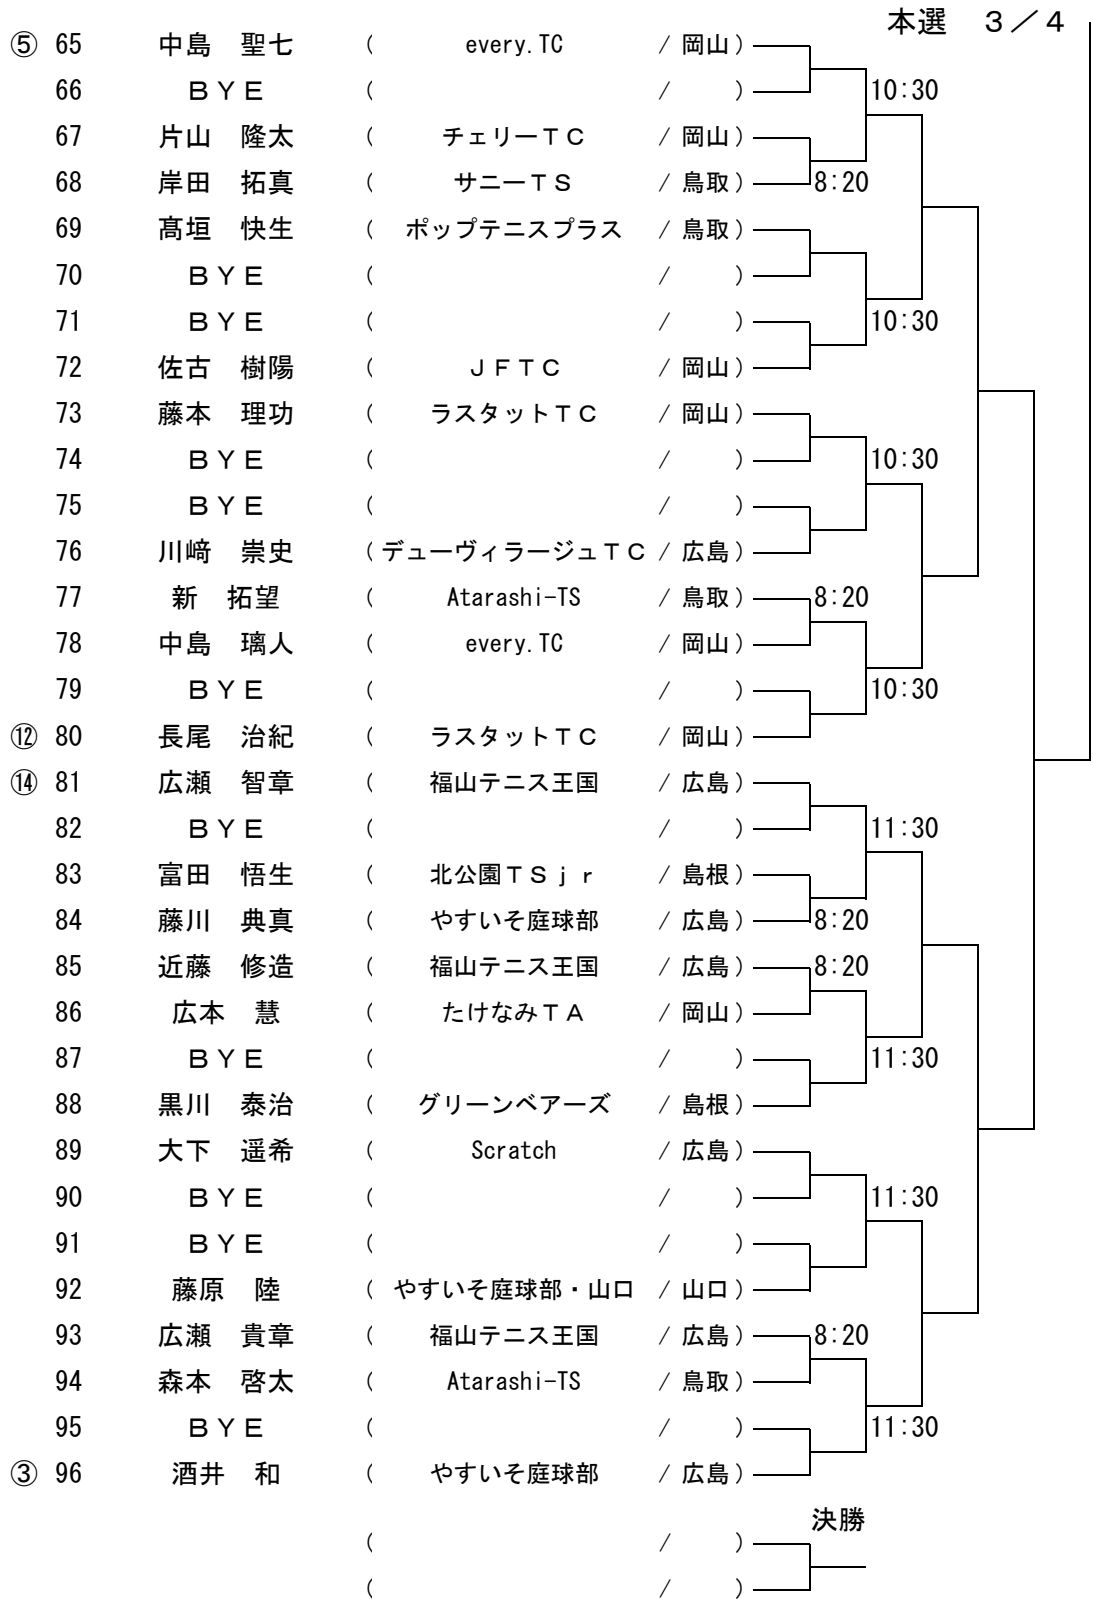 本選　３／４
⑤ 65 中島　聖七 ( every.TC / 岡山 )
66 ＢＹＥ ( / ) 10:30
67 片山　隆太 ( チェリーＴＣ / 岡山 )
68 岸田　拓真 ( サニーＴＳ / 鳥取 ) 8:20
69 髙垣　快生 ( ポップテニスプラス / 鳥取 )
70 ＢＹＥ ( / )
71 ＢＹＥ ( / ) 10:30
72 佐古　樹陽 ( ＪＦＴＣ / 岡山 )
73 藤本　理功 ( ラスタットＴＣ / 岡山 )
74 ＢＹＥ ( / ) 10:30
75 ＢＹＥ ( / )
76 川﨑　崇史 ( デューヴィラージュＴＣ / 広島 )
77 新　拓望 ( Atarashi-TS / 鳥取 ) 8:20
78 中島　璃人 ( every.TC / 岡山 )
79 ＢＹＥ ( / ) 10:30
⑫ 80 長尾　治紀 ( ラスタットＴＣ / 岡山 )
⑭ 81 広瀬　智章 ( 福山テニス王国 / 広島 )
82 ＢＹＥ ( / ) 11:30
83 富田　悟生 ( 北公園ＴＳｊｒ / 島根 )
84 藤川　典真 ( やすいそ庭球部 / 広島 ) 8:20
85 近藤　修造 ( 福山テニス王国 / 広島 ) 8:20
86 広本　慧 ( たけなみＴＡ / 岡山 )
87 ＢＹＥ ( / ) 11:30
88 黒川　泰治 ( グリーンベアーズ / 島根 )
89 大下　遥希 ( Scratch / 広島 )
90 ＢＹＥ ( / ) 11:30
91 ＢＹＥ ( / )
92 藤原　陸 ( やすいそ庭球部・山口 / 山口 )
93 広瀬　貴章 ( 福山テニス王国 / 広島 ) 8:20
94 森本　啓太 ( Atarashi-TS / 鳥取 )
95 ＢＹＥ ( / ) 11:30
③ 96 酒井　和 ( やすいそ庭球部 / 広島 )
決勝
( / )
( / )